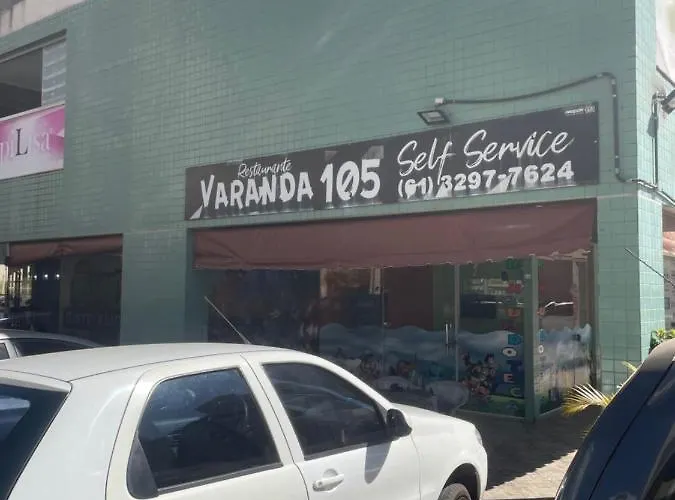 Restaurante
VARANDA 105
Self Service
(61) 3297-7624